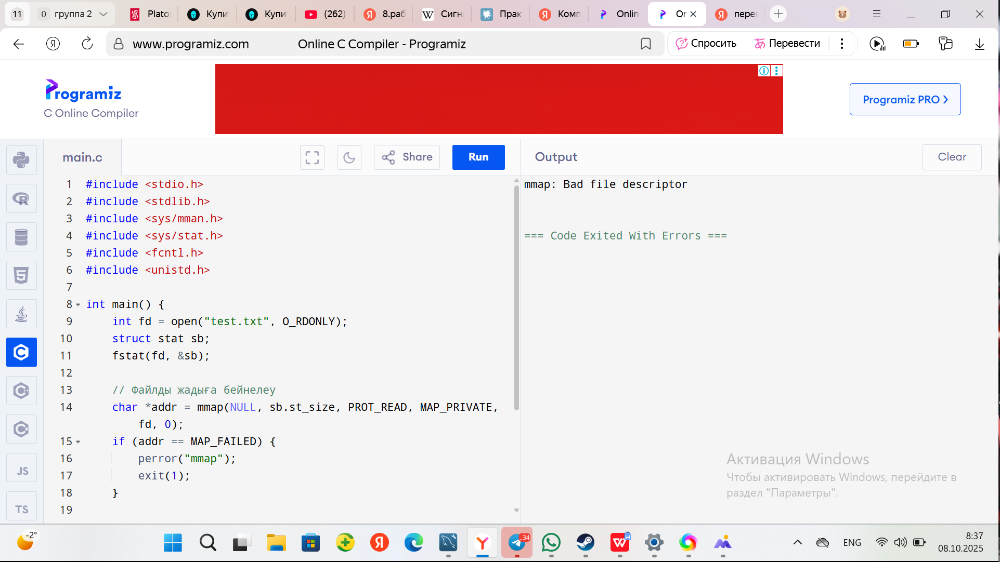 11
0 группа 2
Plato
Купи
Купи
(262)
8.раб
Сигн
Прак
Комп
Onlin
Or
пере
www.programiz.com
Online C Compiler - Programiz
Спросить
Перевести
Programiz
C Online Compiler
Programiz PRO
main.c
Share
Run
Output
Clear
1 #include <stdio.h>
2 #include <stdlib.h>
3 #include <sys/mman.h>
4 #include <sys/stat.h>
5 #include <fcntl.h>
6 #include <unistd.h>
7
8 int main() {
9 int fd = open("test.txt", O_RDONLY);
10 struct stat sb;
11 fstat(fd, &sb);
12
13 // Файлды жадыға бейнелеу
14 char *addr = mmap(NULL, sb.st_size, PROT_READ, MAP_PRIVATE,
fd, 0);
15 if (addr == MAP_FAILED) {
16 perror("mmap");
17 exit(1);
18 }
19
mmap: Bad file descriptor
=== Code Exited With Errors ===
JS
TS
Активация Windows
Чтобы активировать Windows, перейдите в
раздел "Параметры".
-2°
..34
ENG
8:37
08.10.2025